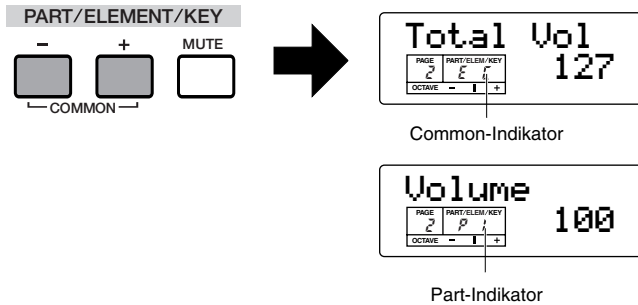 PART/ELEMENT/KEY
– + MUTE
COMMON
Total Vol
127
PAGE PART/ELEM/KEY
2 E C
OCTAVE – +
Common-Indikator
Volume
100
PAGE PART/ELEM/KEY
2 P 1
OCTAVE – +
Part-Indikator